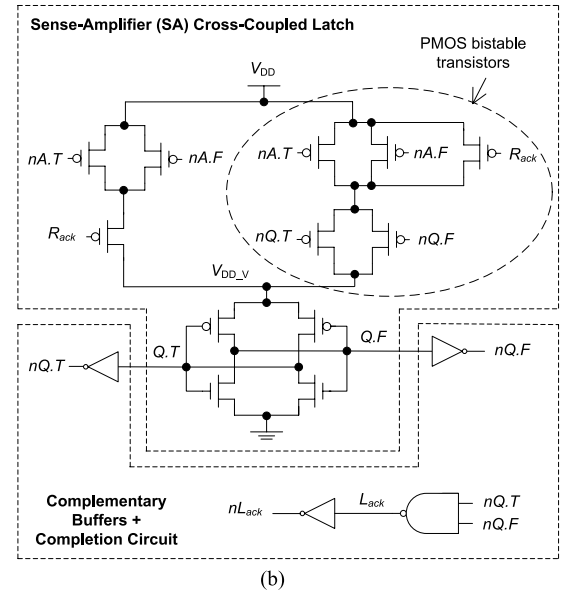 Sense-Amplifier (SA) Cross-Coupled Latch
PMOS bistable
transistors
VDD
nA.T
nA.F
nA.T
nA.F
Rack
Rack
nQ.T
nQ.F
VDD_V
Q.T
Q.F
nQ.T
nQ.F
Complementary
Buffers +
Completion Circuit
nLack
Lack
nQ.T
nQ.F
(b)